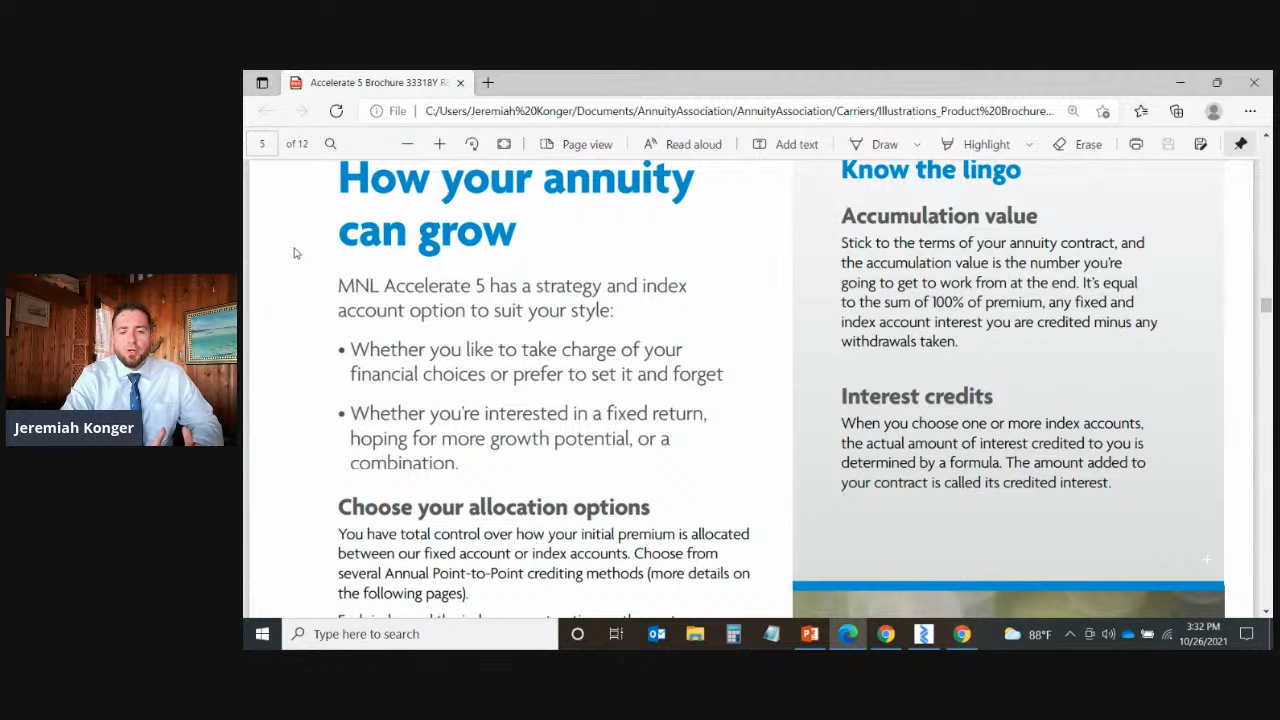 Accelerate 5 Brochure 33318Y RE
File
C:/Users/Jeremiah%20Konger/Documents/AnnuityAssociation/AnnuityAssociation/Carriers/Illustrations_Product%20Brochure...
5 of 12
Page view
Read aloud
Add text
Draw
Highlight
Erase
How your annuity
can grow
MNL Accelerate 5 has a strategy and index
account option to suit your style:
• Whether you like to take charge of your
financial choices or prefer to set it and forget
• Whether you're interested in a fixed return,
hoping for more growth potential, or a
combination.
Choose your allocation options
You have total control over how your initial premium is allocated
between our fixed account or index accounts. Choose from
several Annual Point-to-Point crediting methods (more details on
the following pages).
Know the lingo
Accumulation value
Stick to the terms of your annuity contract, and
the accumulation value is the number you're
going to get to work from at the end. It's equal
to the sum of 100% of premium, any fixed and
index account interest you are credited minus any
withdrawals taken.
Interest credits
When you choose one or more index accounts,
the actual amount of interest credited to you is
determined by a formula. The amount added to
your contract is called its credited interest.
Jeremiah Konger
Type here to search
88°F
3:32 PM
10/26/2021